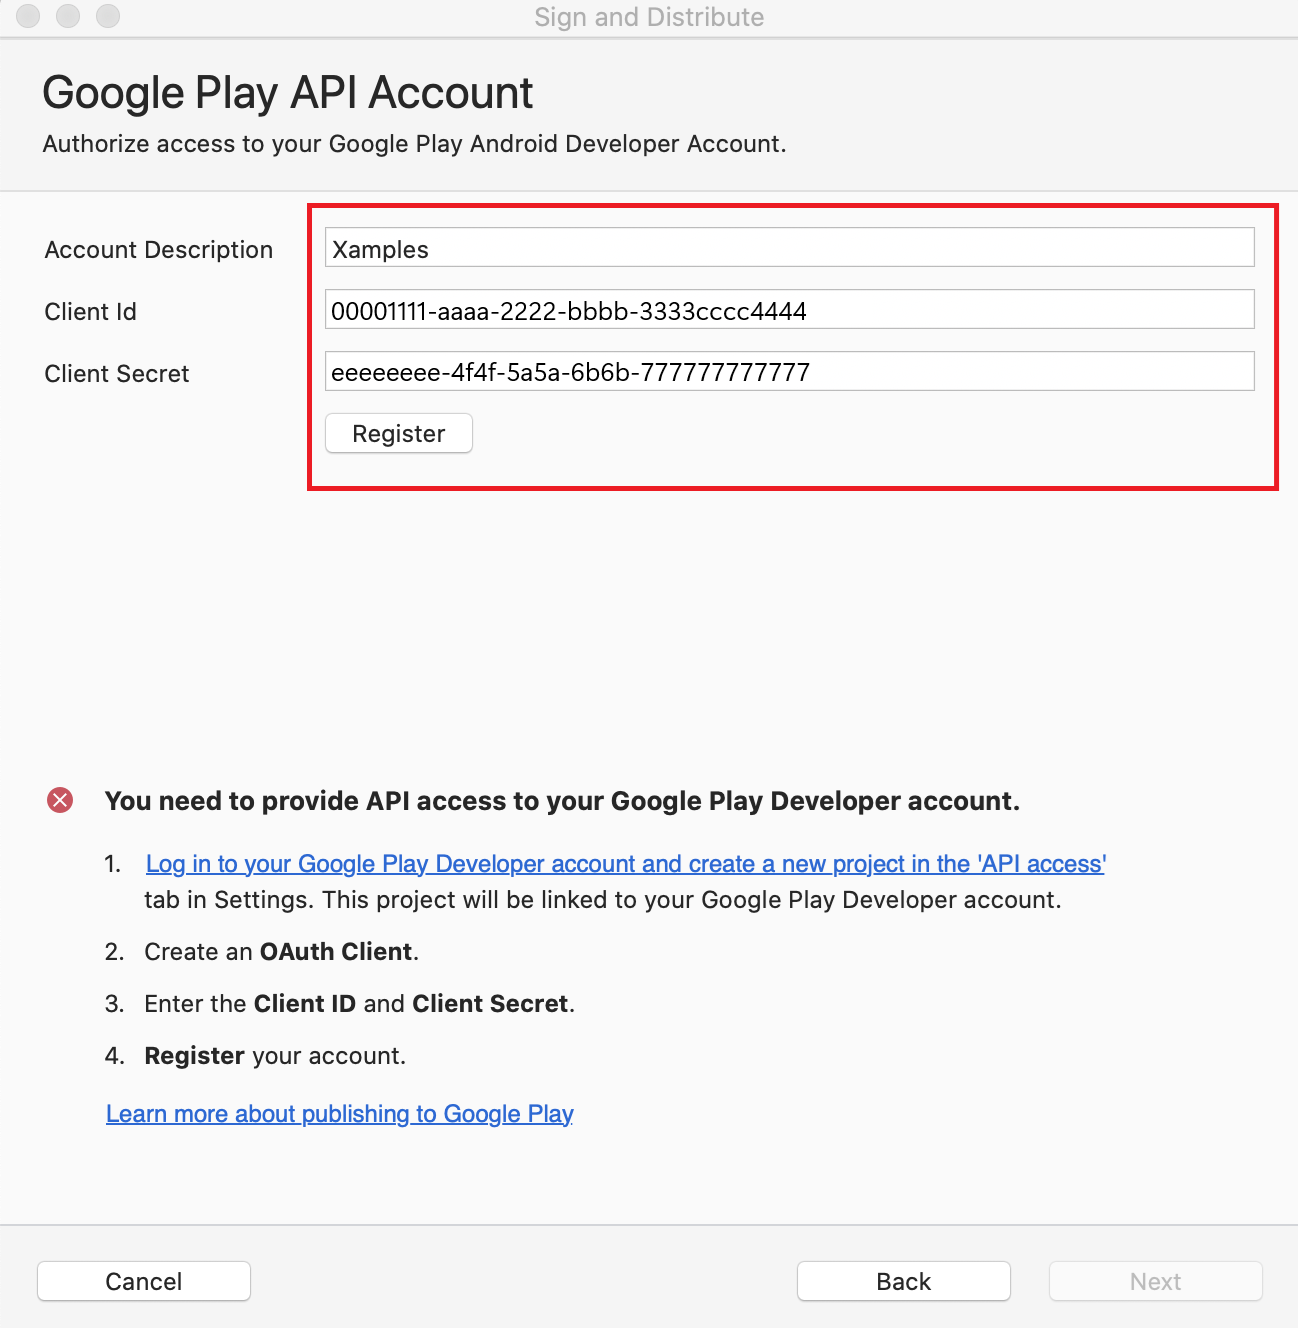 Sign and Distribute
Google Play API Account
Authorize access to your Google Play Android Developer Account.
Account Description
Xamples
Client Id
00001111-aaaa-2222-bbbb-3333cccc4444
Client Secret
eeeeeeee-4f4f-5a5a-6b6b-777777777777
Register
You need to provide API access to your Google Play Developer account.
1. Log in to your Google Play Developer account and create a new project in the 'API access'
tab in Settings. This project will be linked to your Google Play Developer account.
2. Create an OAuth Client.
3. Enter the Client ID and Client Secret.
4. Register your account.
Learn more about publishing to Google Play
Cancel
Back
Next